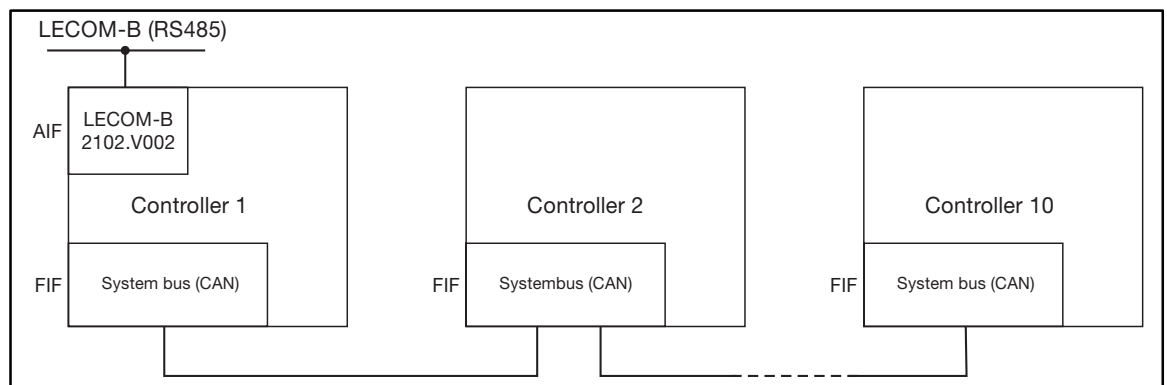 LECOM-B (RS485)
AIF
LECOM-B
2102.V002
Controller 1
Controller 2
Controller 10
FIF
System bus (CAN)
FIF
Systembus (CAN)
FIF
System bus (CAN)